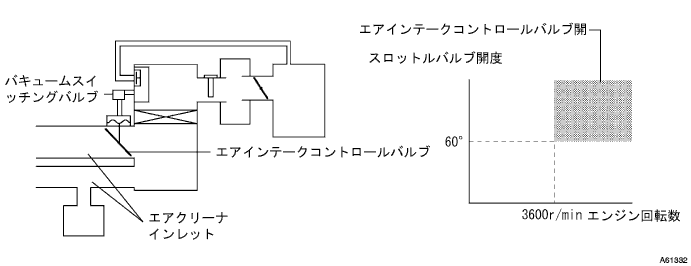 バキュームスイ
ッチングバルブ
エアインテークコントロールバルブ
エアクリーナ
インレット
エアインテークコントロールバルブ開
スロットルバルブ開度
60°
3600r/min エンジン回転数
A61332